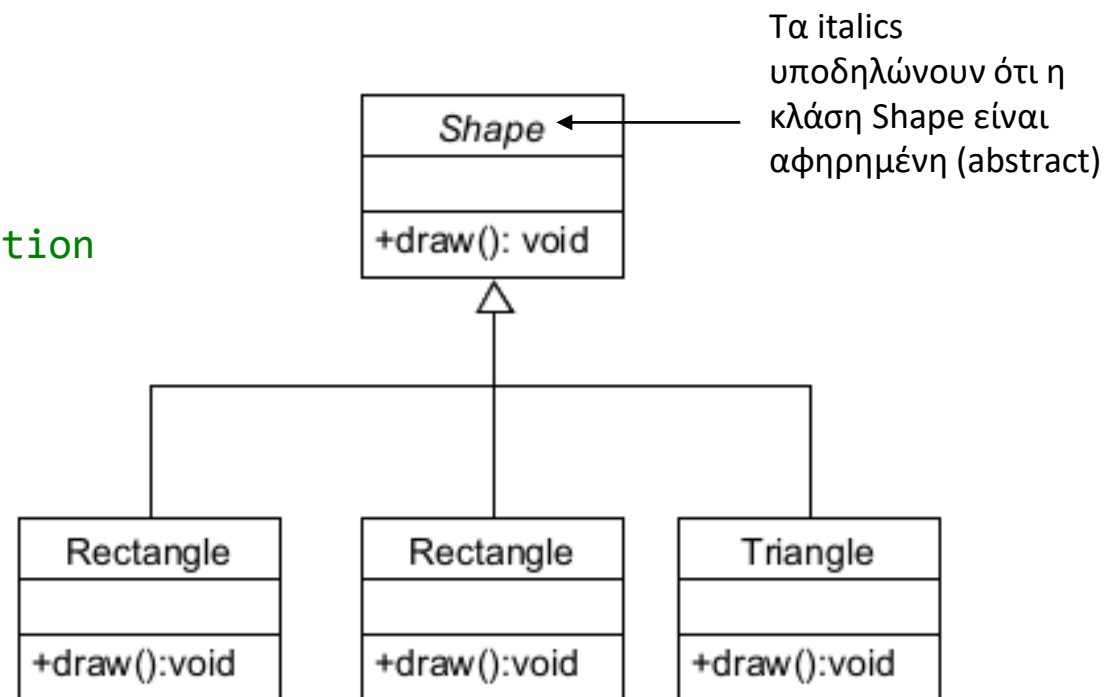 Τα italics
υποδηλώνουν ότι η
κλάση Shape είναι
αφηρημένη (abstract)
Shape
+draw(): void
tion
Rectangle
+draw():void
Rectangle
+draw():void
Triangle
+draw():void